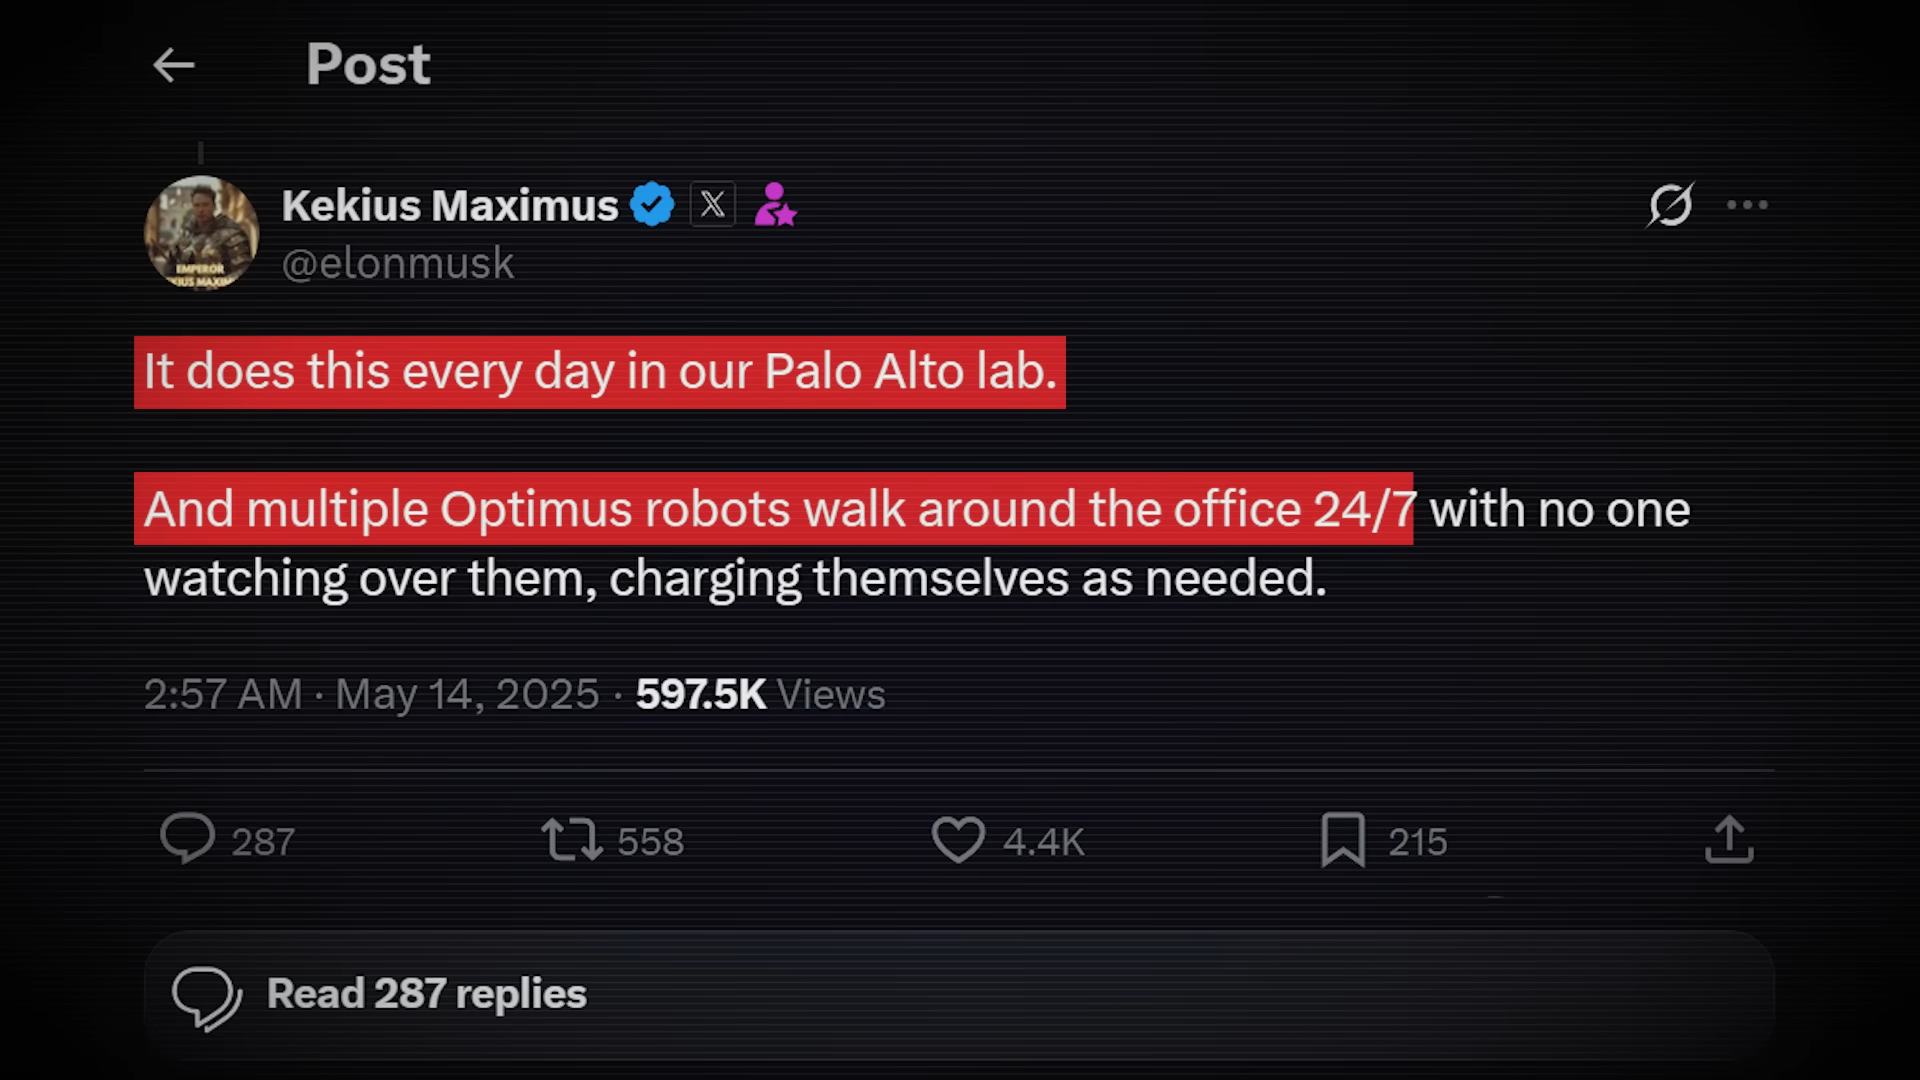 Post
Kekius Maximus
@elonmusk
EMPEROR
It does this every day in our Palo Alto lab.
And multiple Optimus robots walk around the office 24/7 with no one
watching over them, charging themselves as needed.
2:57 AM · May 14, 2025 · 597.5K Views
287 558 4.4K 215
Read 287 replies